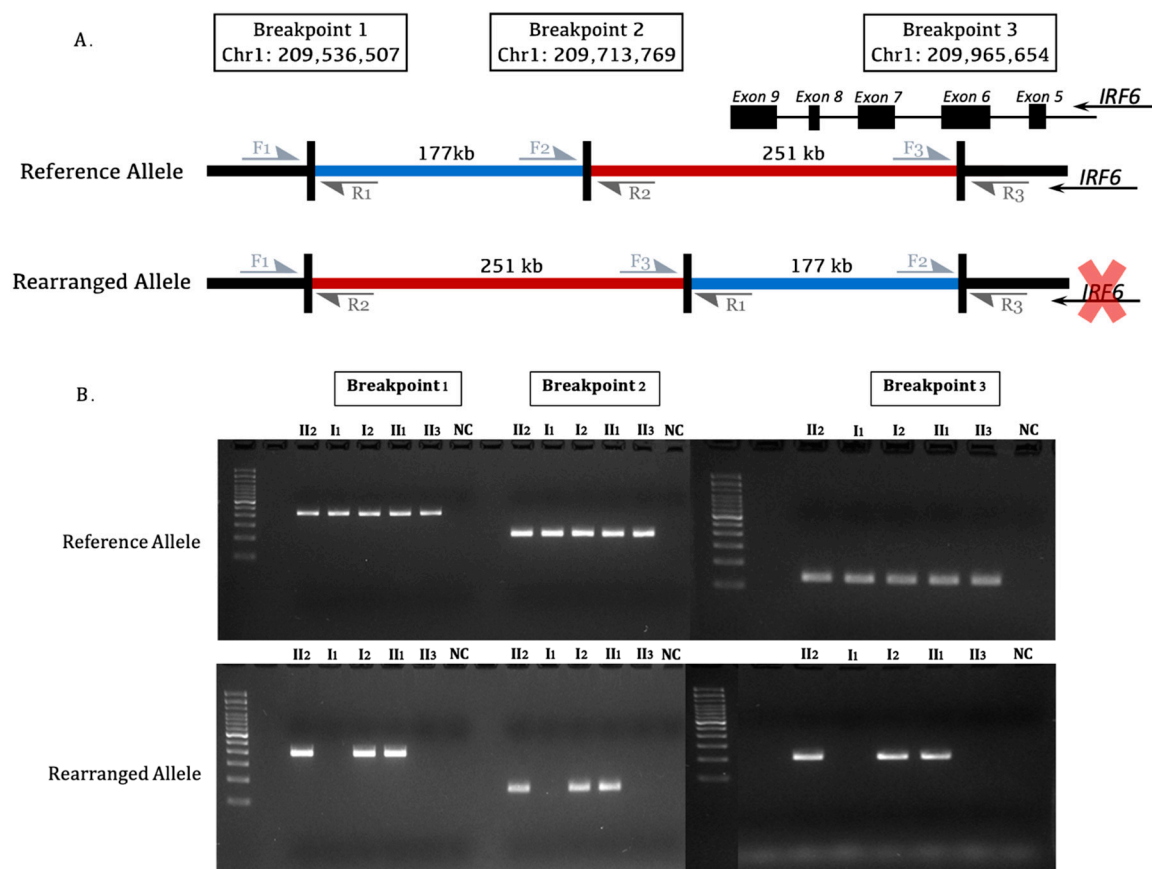 A.
Breakpoint 1
Chr1: 209,536,507
Breakpoint 2
Chr1: 209,713,769
Breakpoint 3
Chr1: 209,965,654
Exon 9 Exon 8 Exon 7 Exon 6 Exon 5 IRF6
F1 177kb F2 251 kb F3
Reference Allele IRF6
R1 R2 R3
F1 251 kb F3 177 kb F2
Rearranged Allele IRF6
R2 R1 R3
B.
Breakpoint 1 Breakpoint 2 Breakpoint 3
II2 I1 I2 II1 II3 NC II2 I1 I2 II1 II3 NC II2 I1 I2 II1 II3 NC
Reference Allele
II2 I1 I2 II1 II3 NC II2 I1 I2 II1 II3 NC II2 I1 I2 II1 II3 NC
Rearranged Allele